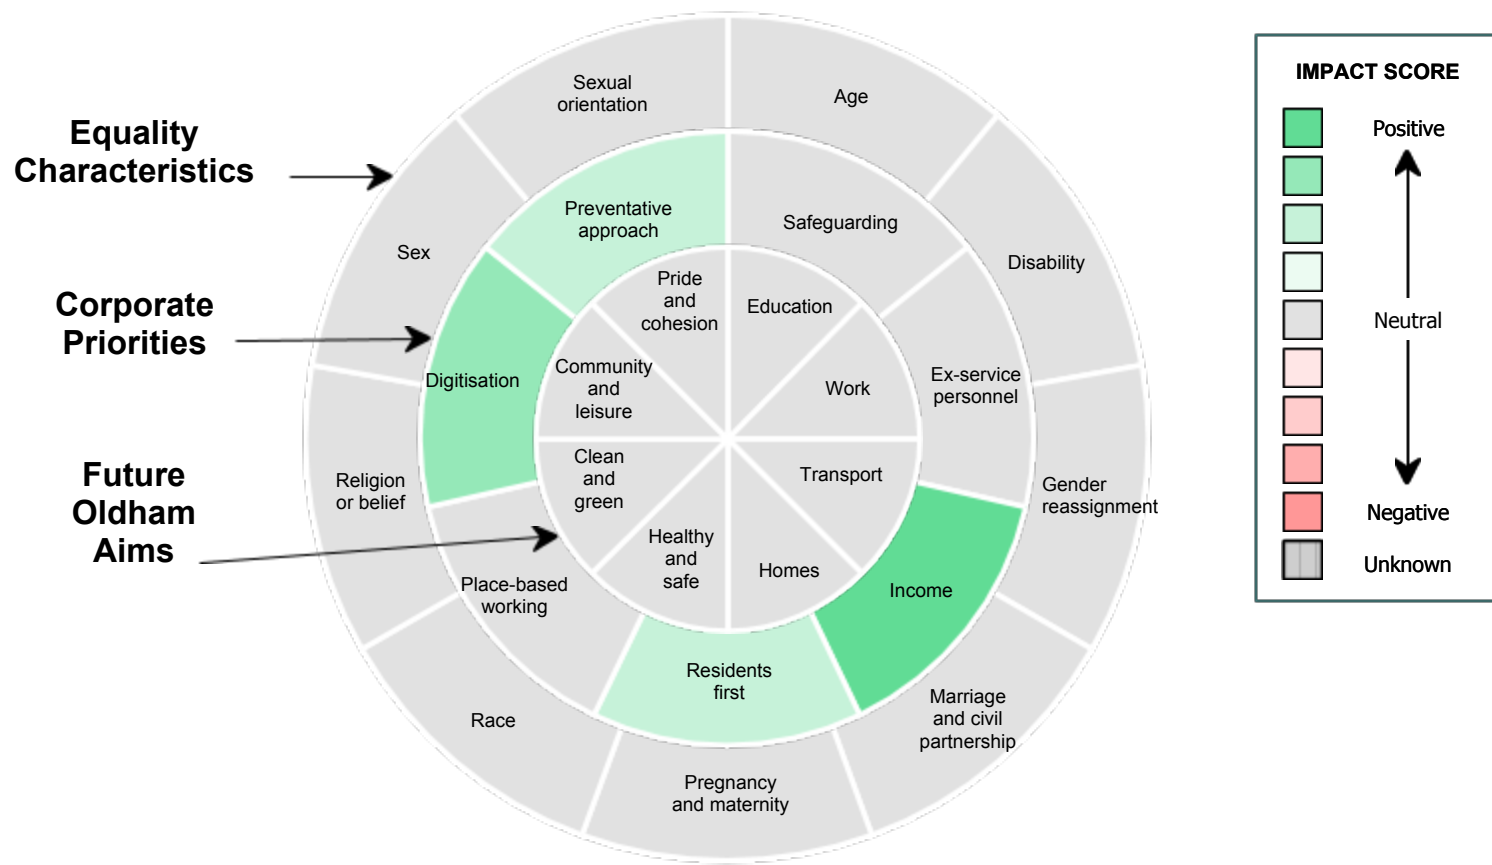 Equality
Characteristics
Corporate
Priorities
Future
Oldham
Aims
Sexual
orientation
Age
Sex
Disability
Religion
or belief
Gender
reassignment
Race
Marriage
and civil
partnership
Pregnancy
and maternity
Preventative
approach
Safeguarding
Digitisation
Ex-service
personnel
Place-based
working
Income
Residents
first
Pride
and
cohesion
Education
Community
and
leisure
Work
Clean
and
green
Transport
Healthy
and
safe
Homes
IMPACT SCORE
Positive
Neutral
Negative
Unknown